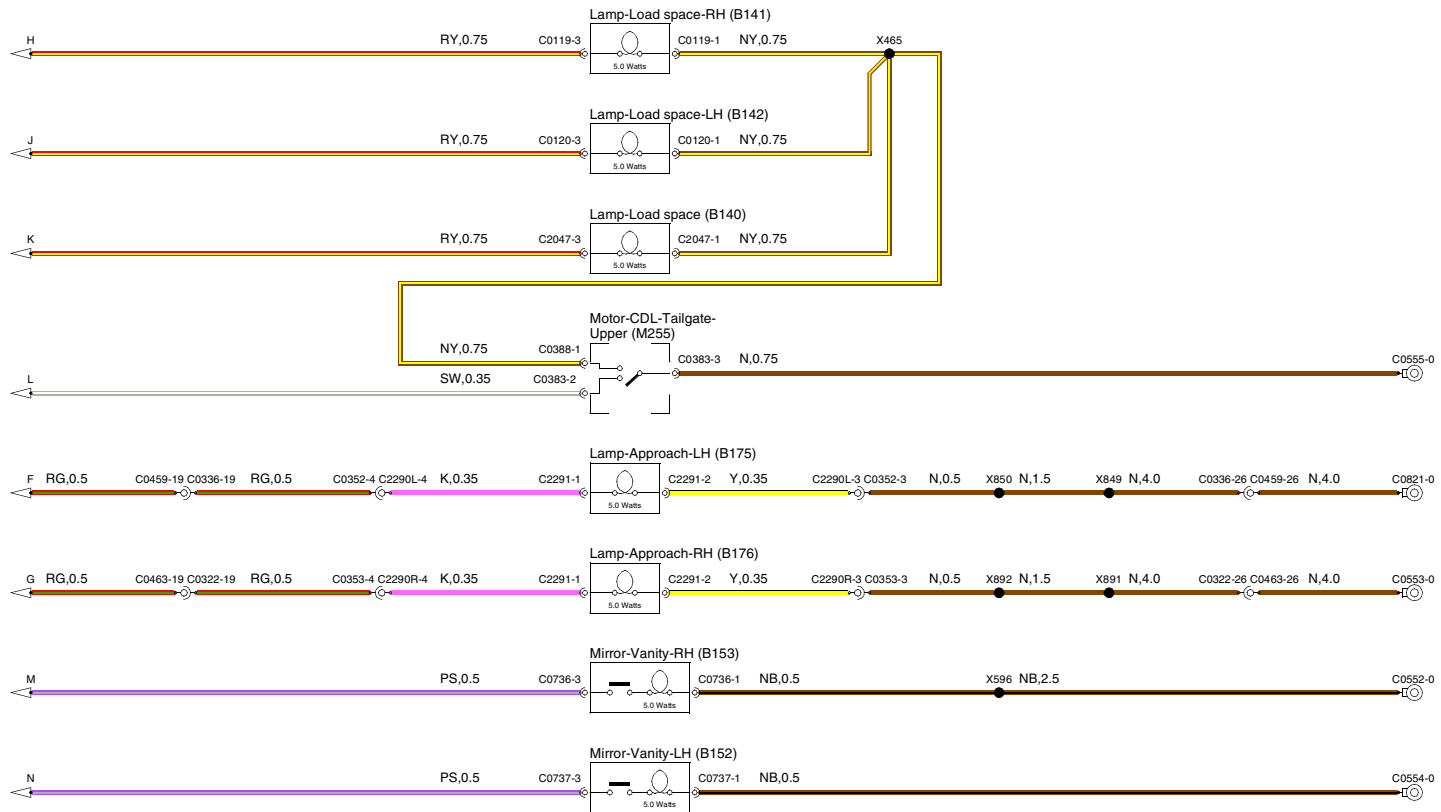 Lamp-Load space-RH (B141)
H RY,0.75 C0119-3 C0119-1 NY,0.75 X465
5.0 Watts
Lamp-Load space-LH (B142)
J RY,0.75 C0120-3 C0120-1 NY,0.75
5.0 Watts
Lamp-Load space (B140)
K RY,0.75 C2047-3 C2047-1 NY,0.75
5.0 Watts
Motor-CDL-Tailgate-
Upper (M255)
NY,0.75 C0388-1 C0383-3 N,0.75 C0555-0
L SW,0.35 C0383-2
Lamp-Approach-LH (B175)
F RG,0.5 C0459-19 C0336-19 RG,0.5 C0352-4 C2290L-4 K,0.35 C2291-1 C2291-2 Y,0.35 C2290L-3 C0352-3 N,0.5 X850 N,1.5 X849 N,4.0 C0336-26 C0459-26 N,4.0 C0821-0
5.0 Watts
Lamp-Approach-RH (B176)
G RG,0.5 C0463-19 C0322-19 RG,0.5 C0353-4 C2290R-4 K,0.35 C2291-1 C2291-2 Y,0.35 C2290R-3 C0353-3 N,0.5 X892 N,1.5 X891 N,4.0 C0322-26 C0463-26 N,4.0 C0553-0
5.0 Watts
Mirror-Vanity-RH (B153)
M PS,0.5 C0736-3 C0736-1 NB,0.5 X596 NB,2.5 C0552-0
5.0 Watts
Mirror-Vanity-LH (B152)
N PS,0.5 C0737-3 C0737-1 NB,0.5 C0554-0
5.0 Watts